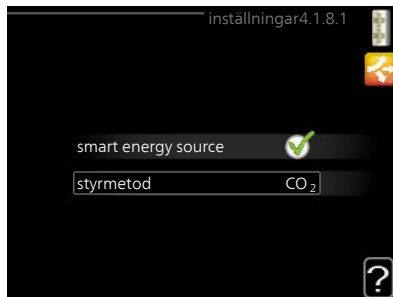 inställningar4.1.8.1
smart energy source
styrmetod CO₂
?